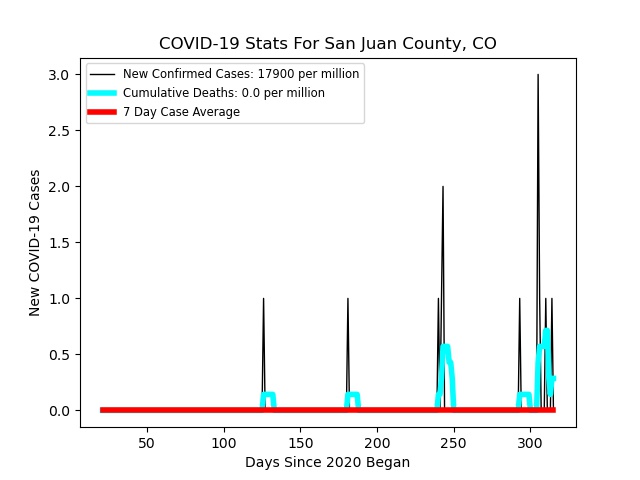 COVID-19 Stats For San Juan County, CO
New Confirmed Cases: 17900 per million
Cumulative Deaths: 0.0 per million
7 Day Case Average
3.0
2.5
2.0
1.5
1.0
0.5
0.0
New COVID-19 Cases
50 100 150 200 250 300
Days Since 2020 Began